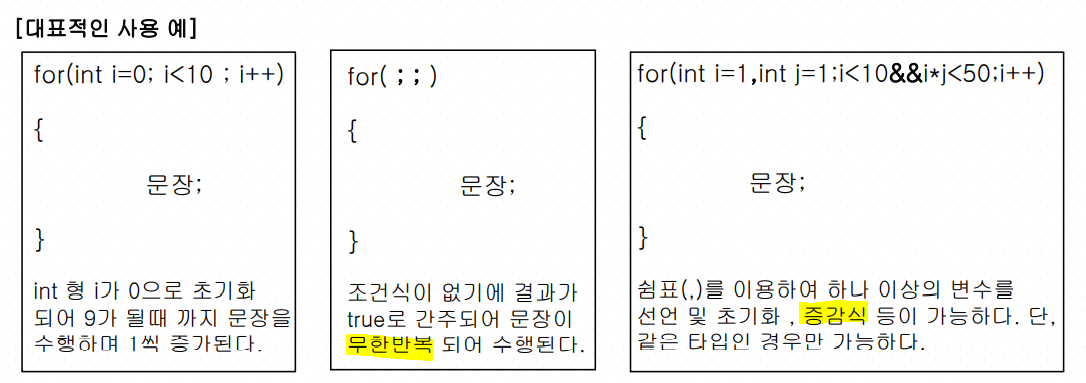 [대표적인 사용 예]
for(int i=0; i<10 ; i++)
{
문장;
}
int 형 i가 0으로 초기화
되어 9가 될때 까지 문장을
수행하며 1씩 증가된다.
for( ; ; )
{
문장;
}
조건식이 없기에 결과가
true로 간주되어 문장이
무한반복 되어 수행된다.
for(int i=1,int j=1;i<10&&i*j<50;i++)
{
문장;
}
쉼표(,)를 이용하여 하나 이상의 변수를
선언 및 초기화 , 증감식 등이 가능하다. 단,
같은 타입인 경우만 가능하다.